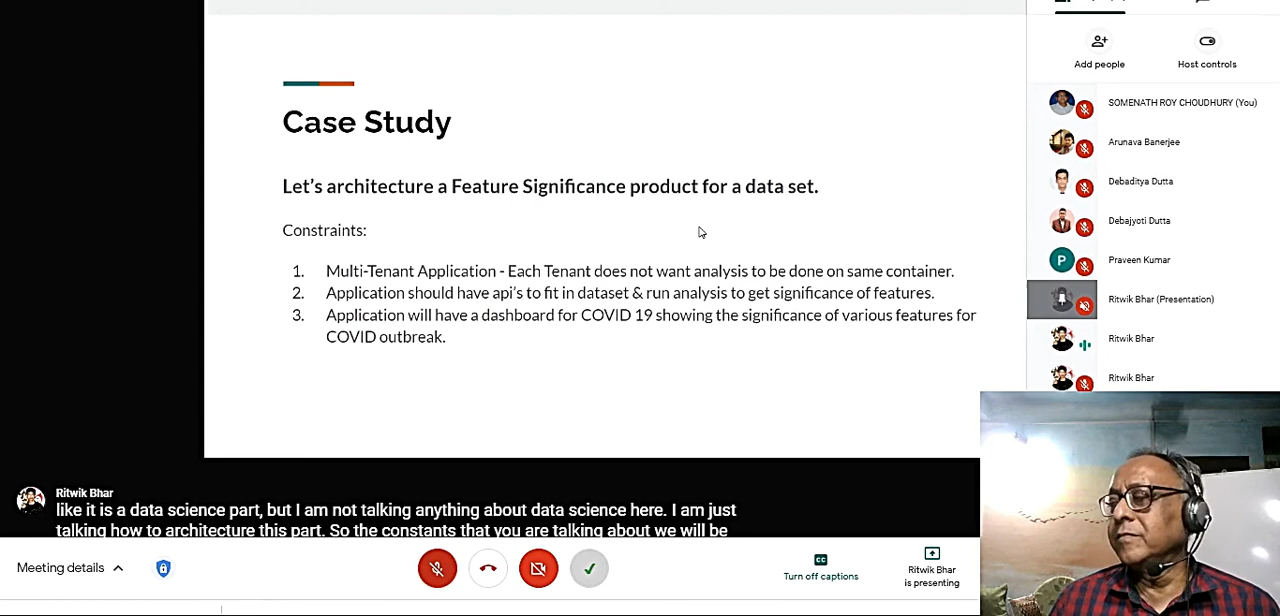 Case Study
Let's architecture a Feature Significance product for a data set.
Constraints:
1. Multi-Tenant Application - Each Tenant does not want analysis to be done on same container.
2. Application should have api's to fit in dataset & run analysis to get significance of features.
3. Application will have a dashboard for COVID 19 showing the significance of various features for
COVID outbreak.
Add people
Host controls
SOMENATH ROY CHOUDHURY (You)
Arunava Banerjee
Debaditya Dutta
Debajyoti Dutta
P
Praveen Kumar
Ritwik Bhar (Presentation)
Ritwik Bhar
Ritwik Bhar
Ritwik Bhar
like it is a data science part, but I am not talking anything about data science here. I am just
talking how to architecture this part. So the constants that you are talking about we will be
Meeting details
CC
Turn off captions
Ritwik Bhar
is presenting